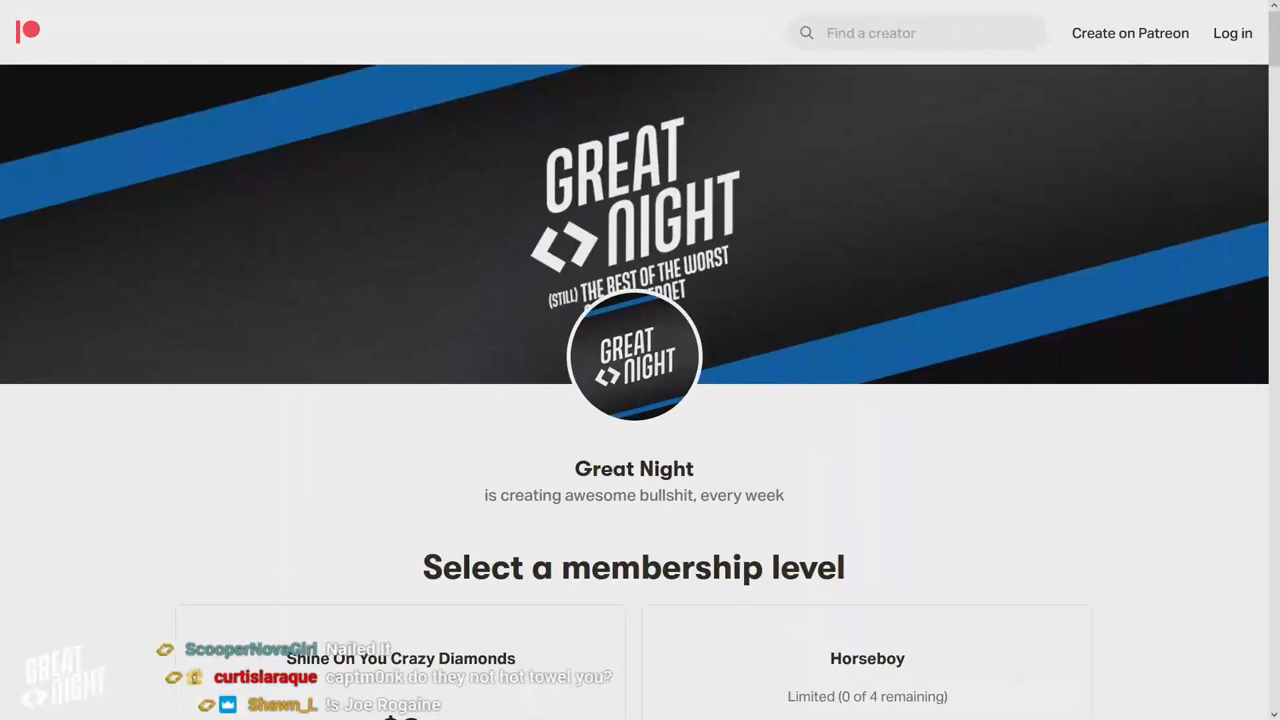 Find a creator
Create on Patreon
Log in
GREAT
NIGHT
(STILL) THE BEST OF THE WORST
GREAT
NIGHT
Great Night
is creating awesome bullshit, every week
Select a membership level
ScooperNovaGirl Nailed It
Shine On You Crazy Diamonds
Horseboy
curtislaraque captm0nk do they not hot towel you?
Limited (0 of 4 remaining)
Shawn_L !s Joe Rogaine
GREAT
NIGHT